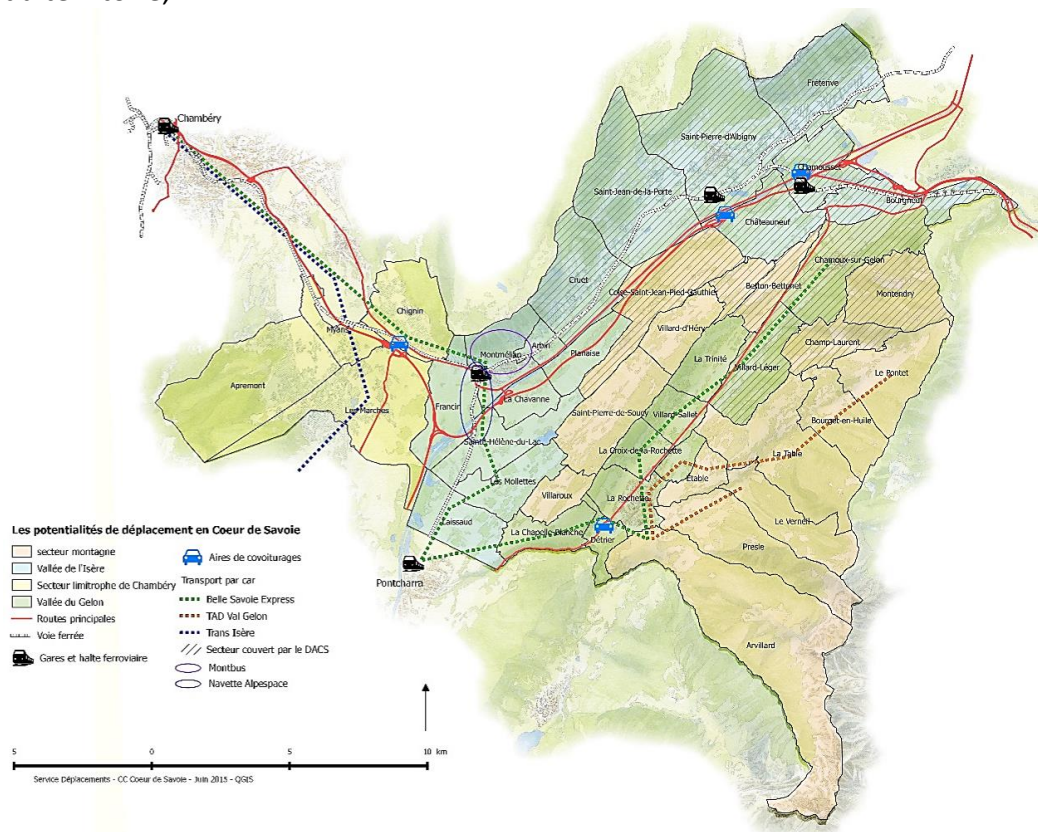 Chambéry
Fréterive
Saint-Pierre-d'Albigny
Chamousset
Saint-Jean-de-la-Porte
Bourgneuf
Châteauneuf
Chamoux-sur-Gelon
Cruet
Coise-Saint-Jean-Pied-Gauthier
Betton-Bettonet
Montendry
Chignin
Villard-d'Héry
Myans
Arbin
Montmélian
Planaise
Champ-Laurent
La Trinité
Villard-Léger
Le Pontet
Apremont
Les Marches
Francin
La Chavanne
Saint-Pierre-de-Soucy
Villard-Sallet
Bourget-en-Huile
Sainte-Hélène-du-Lac
La Croix-de-la-Rochette
La Table
Les Mollettes
Etable
Villaroux
La Rochette
Le Verneil
Laissaud
La Chapelle-Blanche
Détrier
Presle
Pontcharra
Arvillard
Les potentialités de déplacement en Coeur de Savoie
secteur montagne
Vallée de l'Isère
Secteur limitrophe de Chambéry
Vallée du Gelon
Routes principales
Voie ferrée
Gares et halte ferroviaire
Aires de covoiturages
Transport par car
Belle Savoie Express
TAD Val Gelon
Trans Isère
Secteur couvert par le DACS
Montbus
Navette Alpespace
5 0 5 10 km
Service Déplacements - CC Coeur de Savoie - Juin 2015 - QGIS